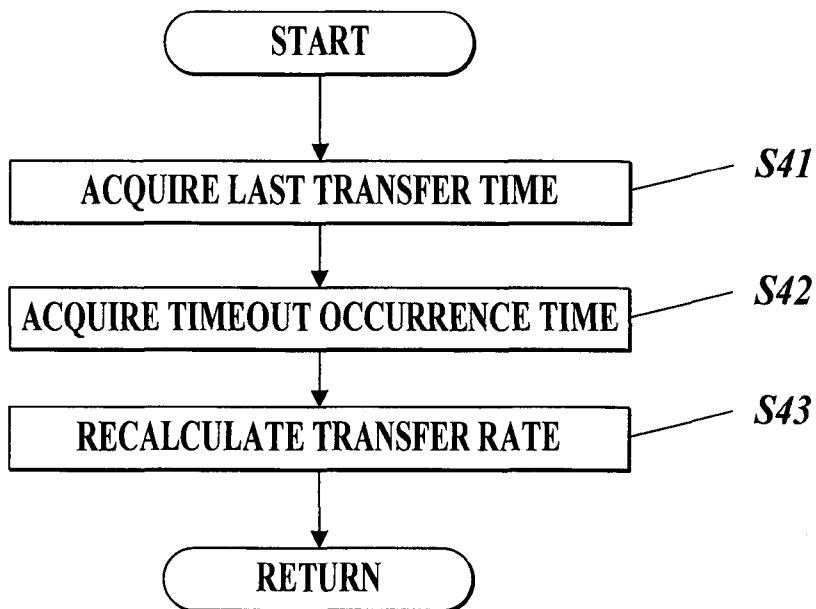 START
ACQUIRE LAST TRANSFER TIME
S41
ACQUIRE TIMEOUT OCCURRENCE TIME
S42
RECALCULATE TRANSFER RATE
S43
RETURN